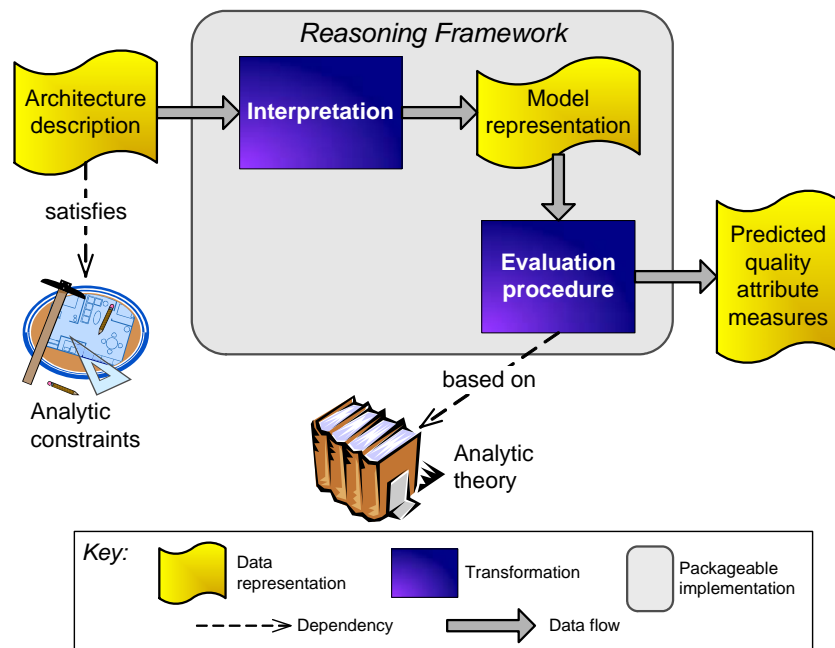 Reasoning Framework
Architecture
description
Interpretation
Model
representation
satisfies
Evaluation
procedure
Predicted
quality
attribute
measures
based on
Analytic
constraints
Analytic
theory
Key:
Data
representation
Transformation
Packageable
implementation
Dependency
Data flow